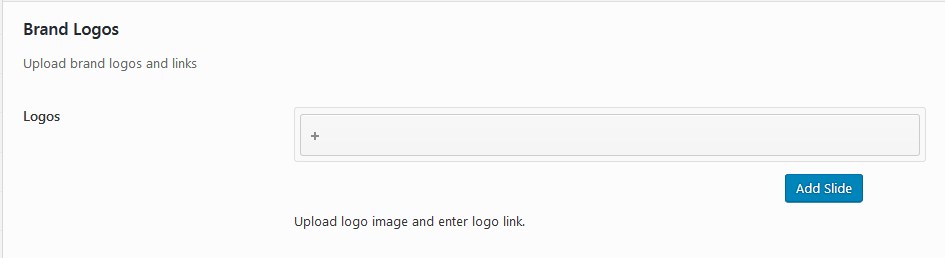 Brand Logos
Upload brand logos and links
Logos
+
Add Slide
Upload logo image and enter logo link.